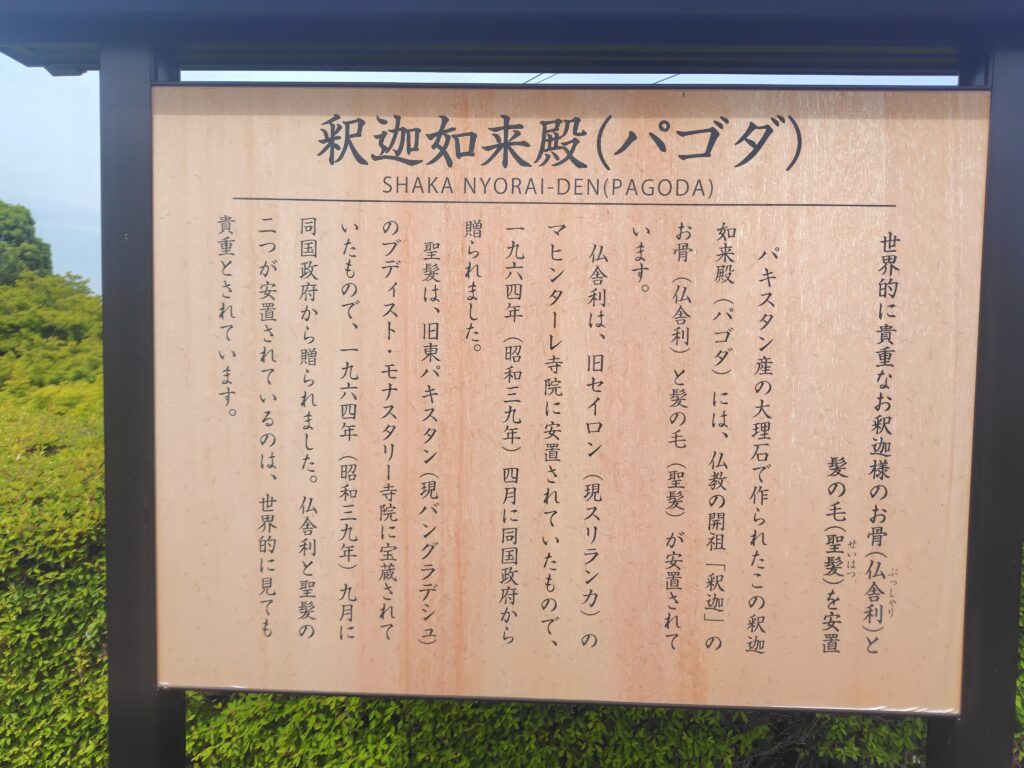 釈迦如来殿(パゴダ)
SHAKA NYORAI-DEN(PAGODA)
世界的に貴重なお釈迦様のお骨(仏舎利)と
ぶっしゃり
髪の毛(聖髪)を安置
せいはつ
パキスタン産の大理石で作られたこの釈迦
如来殿（パゴダ）には、仏教の開祖「釈迦」の
お骨（仏舎利）と髪の毛（聖髪）が安置されて
います。
仏舎利は、旧セイロン（現スリランカ）の
マヒンターレ寺院に安置されていたもので、
一九六四年（昭和三九年）四月に同国政府から
贈られました。
聖髪は、旧東パキスタン（現バングラデシュ）
のブディスト・モナスタリー寺院に宝蔵されて
いたもので、一九六四年（昭和三九年）九月に
同国政府から贈られました。仏舎利と聖髪の
二つが安置されているのは、世界的に見ても
貴重とされています。